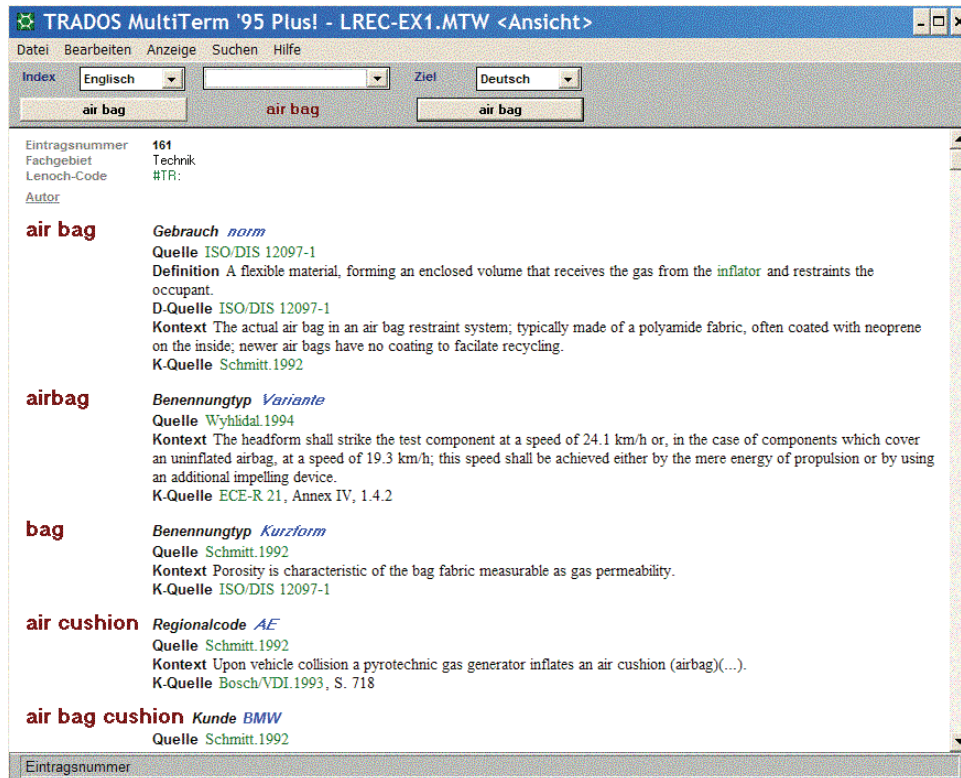 TRADOS MultiTerm '95 Plus! - LREC-EX1.MTW <Ansicht>
Datei Bearbeiten Anzeige Suchen Hilfe
Index Englisch Ziel Deutsch
air bag air bag air bag
Eintragsnummer 161
Fachgebiet Technik
Lenoch-Code #TR:
Autor
air bag Gebrauch norm
Quelle ISO/DIS 12097-1
Definition A flexible material, forming an enclosed volume that receives the gas from the inflator and restraints the
occupant.
D-Quelle ISO/DIS 12097-1
Kontext The actual air bag in an air bag restraint system; typically made of a polyamide fabric, often coated with neoprene
on the inside; newer air bags have no coating to facilate recycling.
K-Quelle Schmitt.1992
airbag Benennungtyp Variante
Quelle Wyhlidal.1994
Kontext The headform shall strike the test component at a speed of 24.1 km/h or, in the case of components which cover
an uninflated airbag, at a speed of 19.3 km/h; this speed shall be achieved either by the mere energy of propulsion or by using
an additional impelling device.
K-Quelle ECE-R 21, Annex IV, 1.4.2
bag Benennungtyp Kurzform
Quelle Schmitt.1992
Kontext Porosity is characteristic of the bag fabric measurable as gas permeability.
K-Quelle ISO/DIS 12097-1
air cushion Regionalcode AE
Quelle Schmitt.1992
Kontext Upon vehicle collision a pyrotechnic gas generator inflates an air cushion (airbag)(...).
K-Quelle Bosch/VDI.1993, S. 718
air bag cushion Kunde BMW
Quelle Schmitt.1992
Eintragsnummer